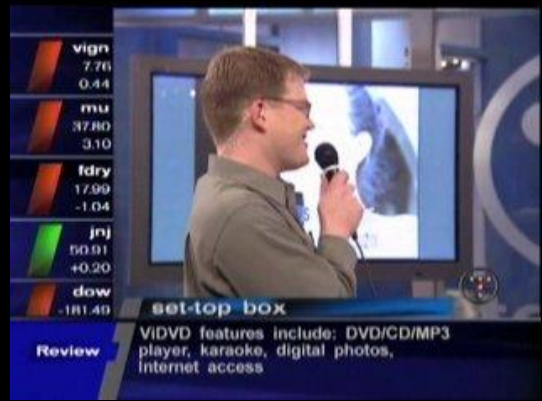 vign
7.76
0.44
mu
37.80
3.10
fdry
17.99
-1.04
jnj
50.91
+0.20
dow
-181.49
set-top box
Review
ViDVD features include: DVD/CD/MP3
player, karaoke, digital photos,
Internet access